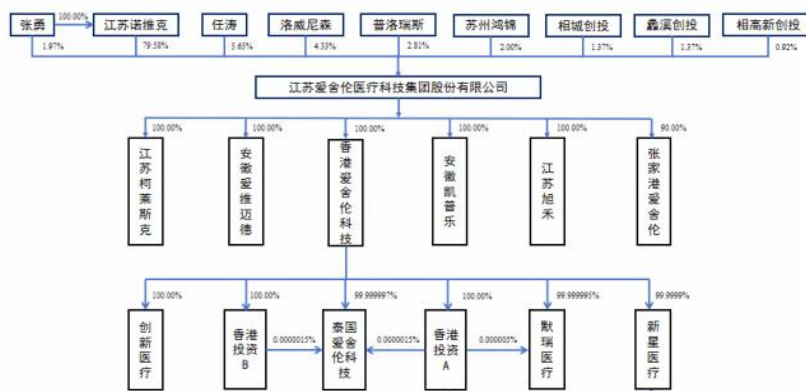 张勇 100.00% 江苏诺维克 任涛 洛威尼森 普洛瑞斯 苏州鸿锦 相城创投 蠡溪创投 相高新创投
1.97% 79.58% 5.65% 4.33% 2.81% 2.00% 1.37% 1.37% 0.92%
江苏爱舍伦医疗科技集团股份有限公司
100.00% 100.00% 100.00% 100.00% 100.00% 90.00%
江苏柯莱斯克
安徽爱维迈德
香港爱舍伦科技
安徽凯普乐
江苏旭禾
张家港爱舍伦
100.00% 100.00% 99.999997% 100.00% 99.999995% 99.9999%
创新医疗
香港投资B
0.0000015%
泰国爱舍伦科技
0.0000015%
香港投资A
0.000005%
默瑞医疗
新星医疗